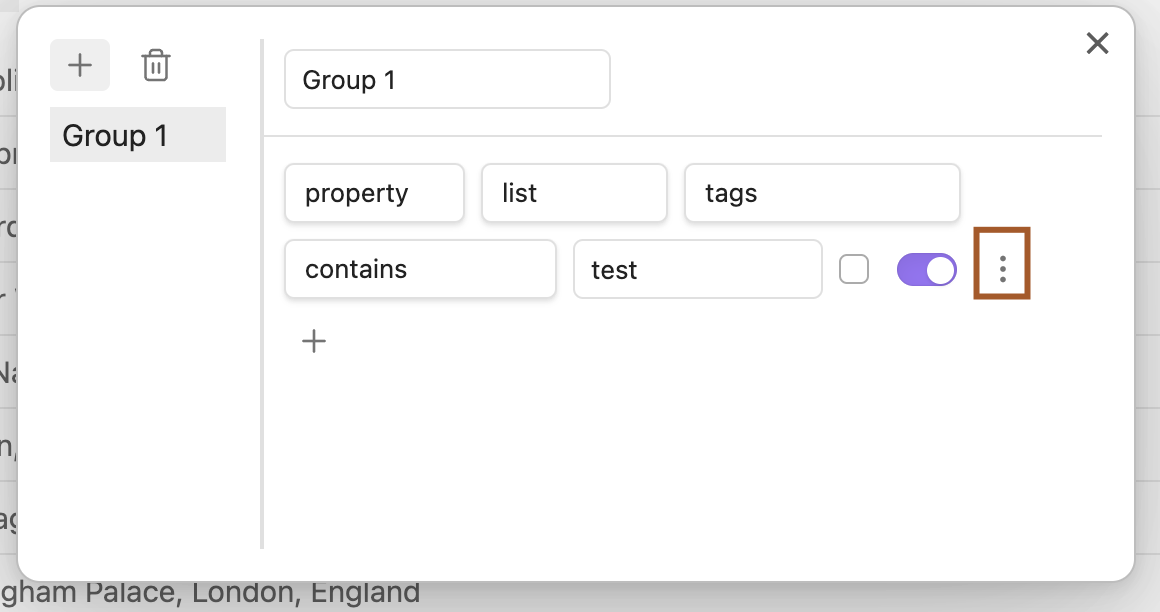 Group 1
Group 1
property
list
tags
contains
test
gham Palace, London, England